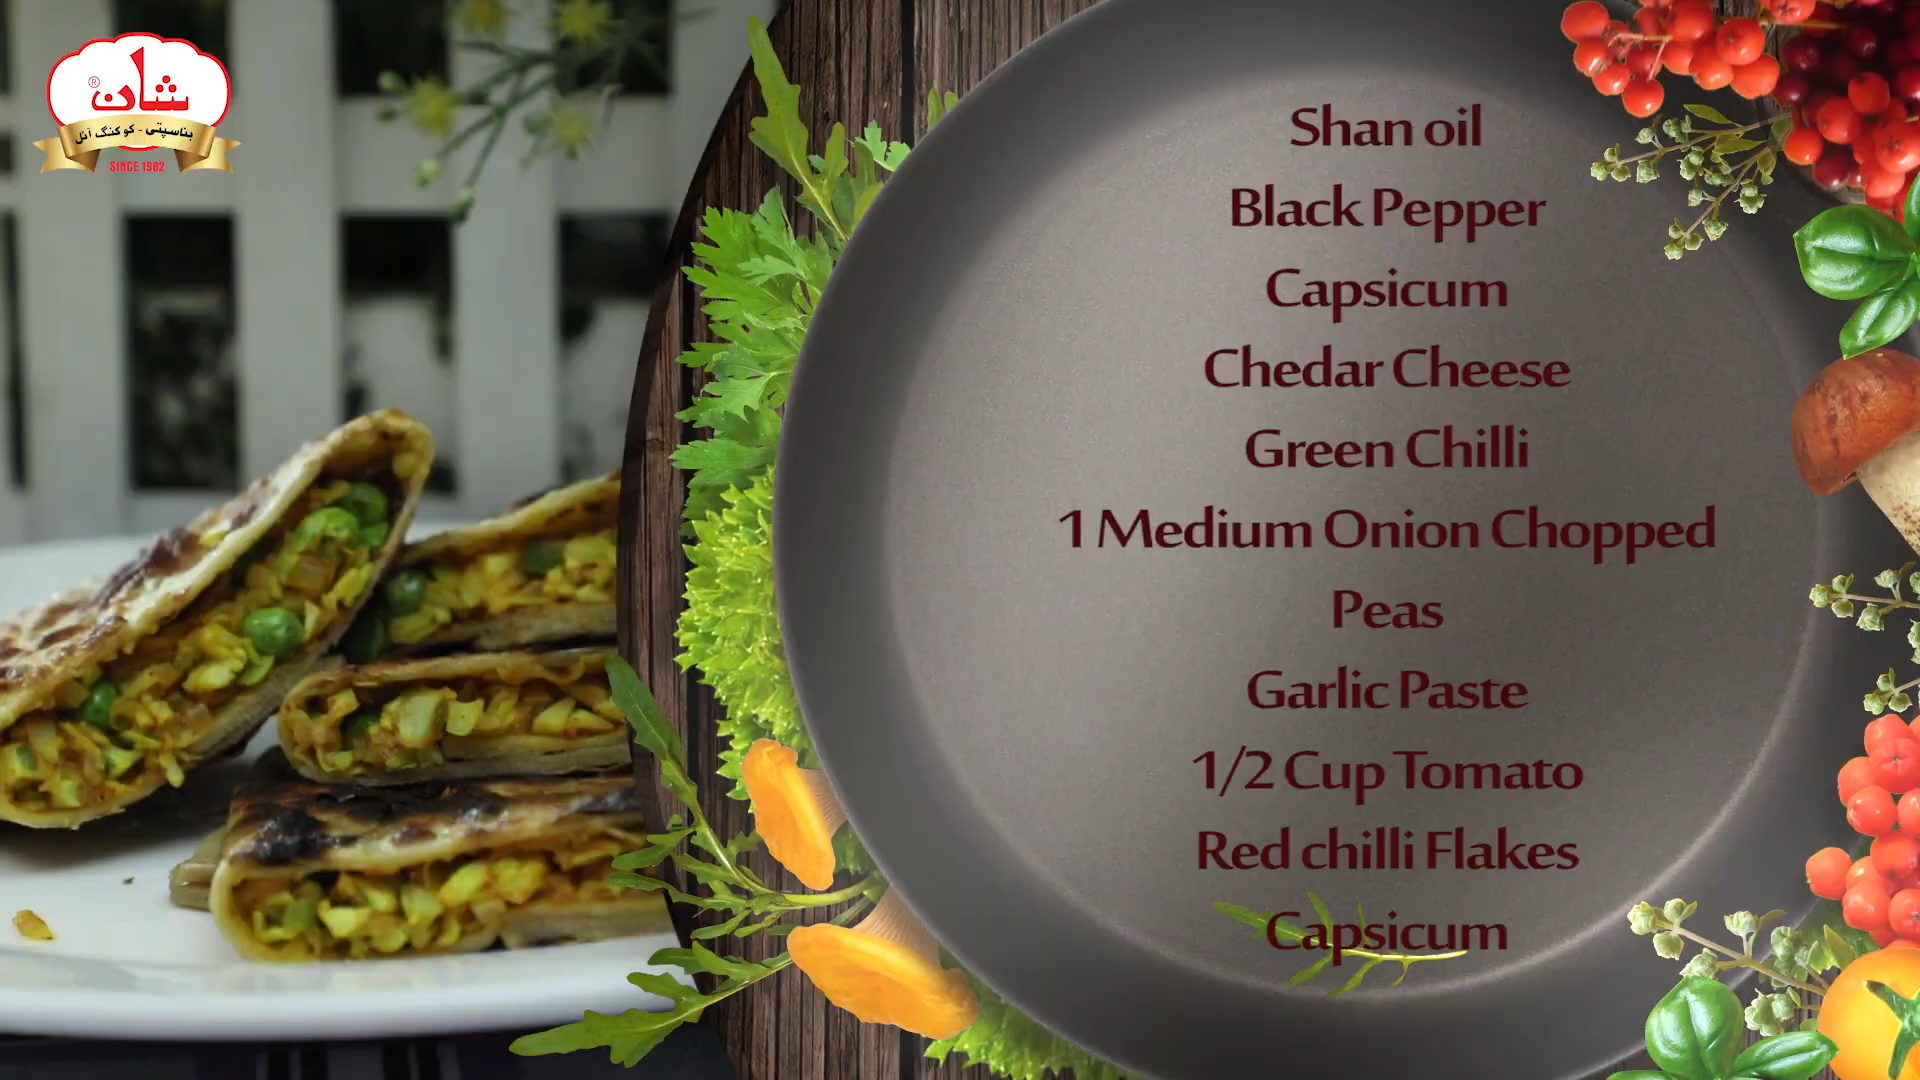 شان
®
بناسپتی - کوکنگ آئل
SINCE 1982
Shan oil
Black Pepper
Capsicum
Chedar Cheese
Green Chilli
1 Medium Onion Chopped
Peas
Garlic Paste
1/2 Cup Tomato
Red chilli Flakes
Capsicum